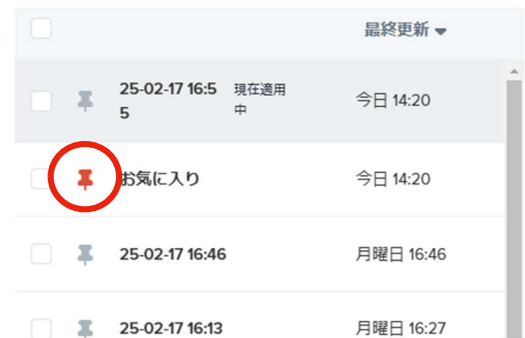 最終更新
25-02-17 16:5
5
現在適用
中
今日 14:20
お気に入り
今日 14:20
25-02-17 16:46
月曜日 16:46
25-02-17 16:13
月曜日 16:27